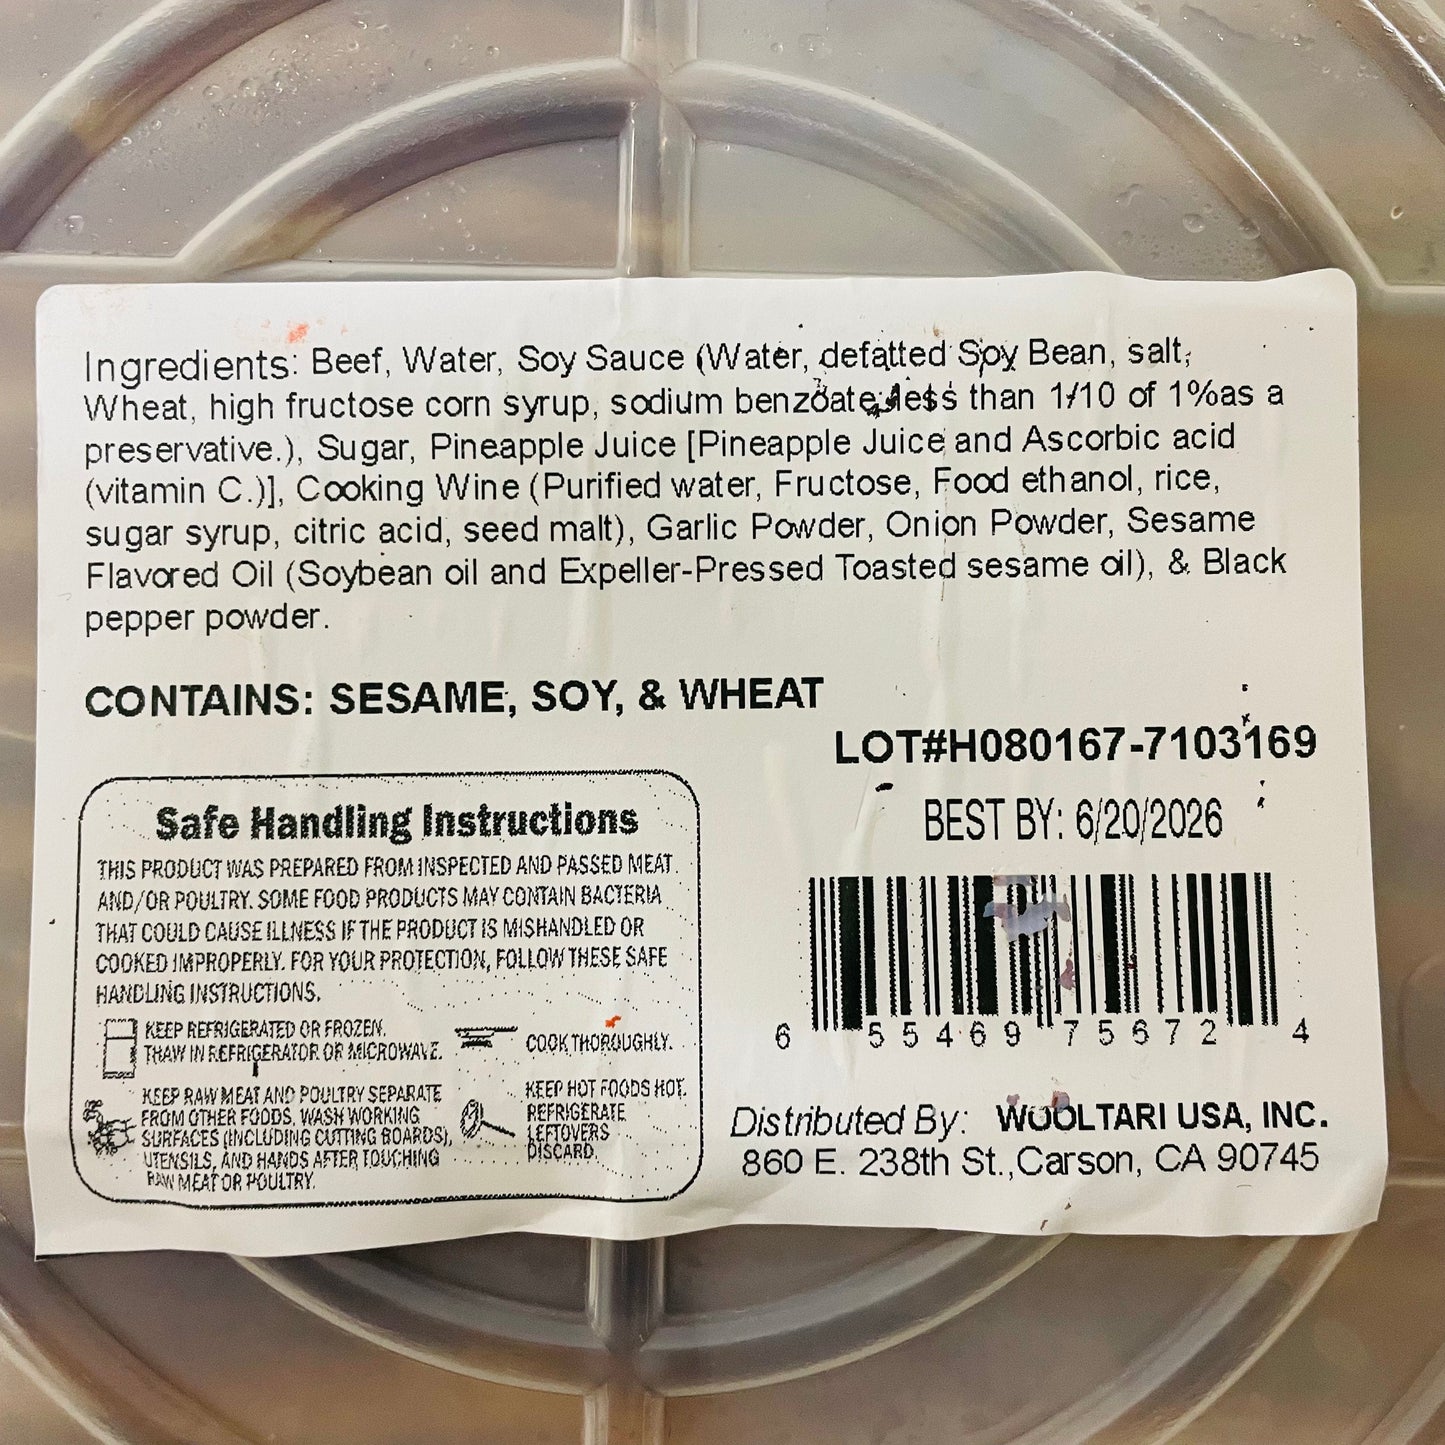 Ingredients: Beef, Water, Soy Sauce (Water, defatted Soy Bean, salt,
Wheat, high fructose corn syrup, sodium benzoate;less than 1/10 of 1%as a
preservative.), Sugar, Pineapple Juice [Pineapple Juice and Ascorbic acid
(vitamin C.)], Cooking Wine (Purified water, Fructose, Food ethanol, rice,
sugar syrup, citric acid, seed malt), Garlic Powder, Onion Powder, Sesame
Flavored Oil (Soybean oil and Expeller-Pressed Toasted sesame oil), & Black
pepper powder.
CONTAINS: SESAME, SOY, & WHEAT
LOT#H080167-7103169
BEST BY: 6/20/2026
Safe Handling Instructions
THIS PRODUCT WAS PREPARED FROM INSPECTED AND PASSED MEAT
AND/OR POULTRY. SOME FOOD PRODUCTS MAY CONTAIN BACTERIA
THAT COULD CAUSE ILLNESS IF THE PRODUCT IS MISHANDLED OR
COOKED IMPROPERLY. FOR YOUR PROTECTION, FOLLOW THESE SAFE
HANDLING INSTRUCTIONS.
KEEP REFRIGERATED OR FROZEN.
THAW IN REFRIGERATOR OR MICROWAVE.
COOK THOROUGHLY.
KEEP RAW MEAT AND POULTRY SEPARATE
FROM OTHER FOODS. WASH WORKING
SURFACES (INCLUDING CUTTING BOARDS),
UTENSILS, AND HANDS AFTER TOUCHING
RAW MEAT OR POULTRY.
KEEP HOT FOODS HOT.
REFRIGERATE
LEFTOVERS
DISCARD.
6 55469 75672 4
Distributed By: WOOLTARI USA, INC.
860 E. 238th St.,Carson, CA 90745